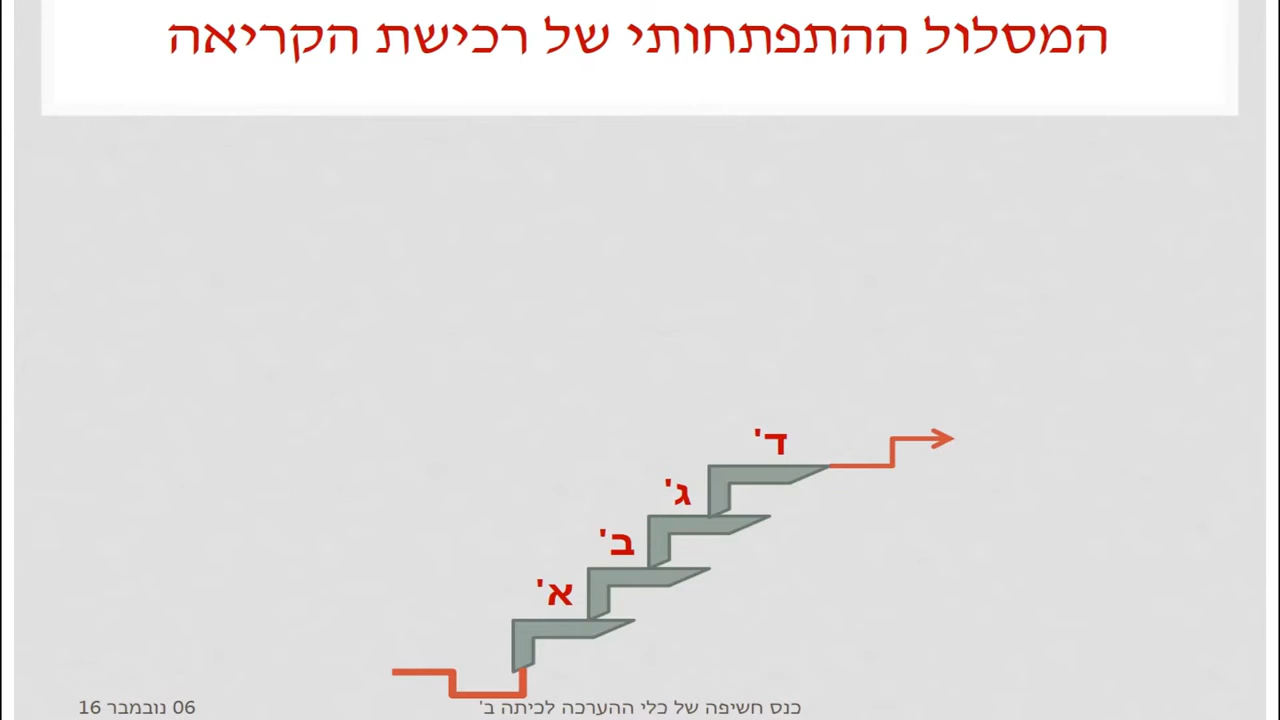 המסלול ההתפתחותי של רכישת הקריאה
ד'
ג'
ב'
א'
כנס חשיפה של כלי ההערכה לכיתה ב'
06 נובמבר 16